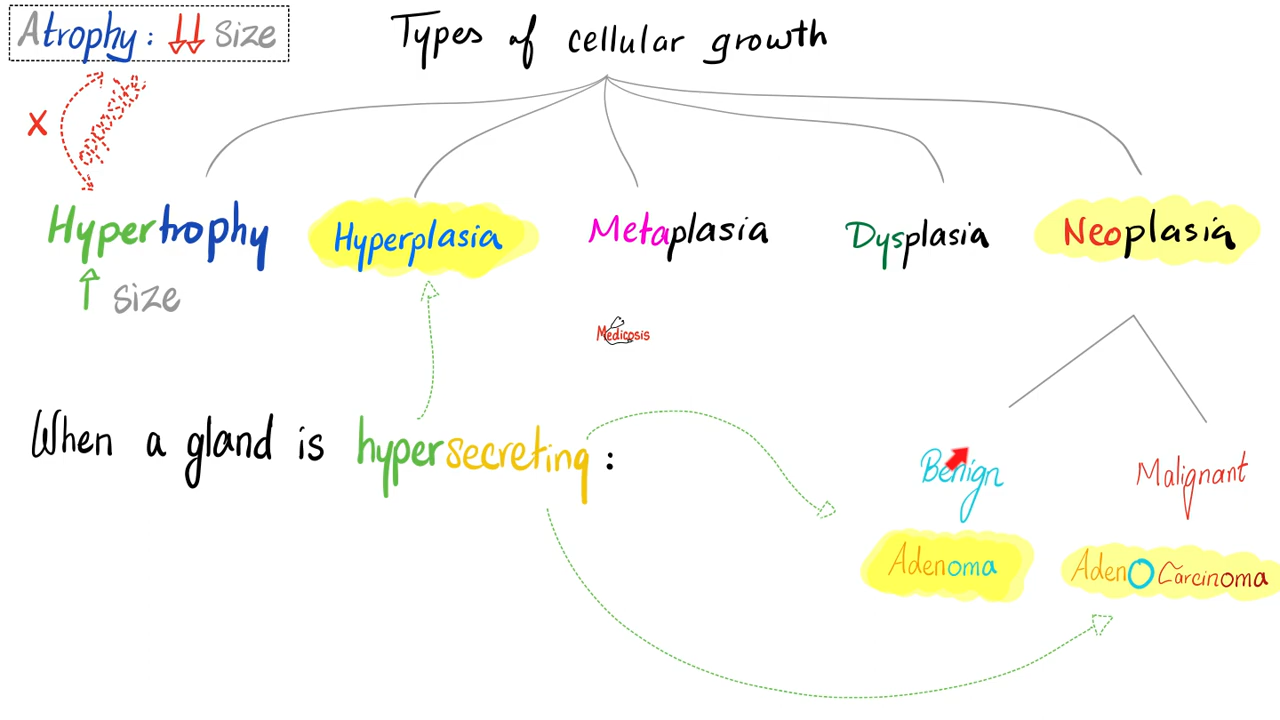 Atrophy: ↓↓ Size
Types of cellular growth
X
Hypertrophy
Hyperplasia
Metaplasia
Dysplasia
Neoplasia
↑ size
Medicosis
When a gland is hypersecreting:
Benign
Malignant
Adenoma
AdenOCarcinoma